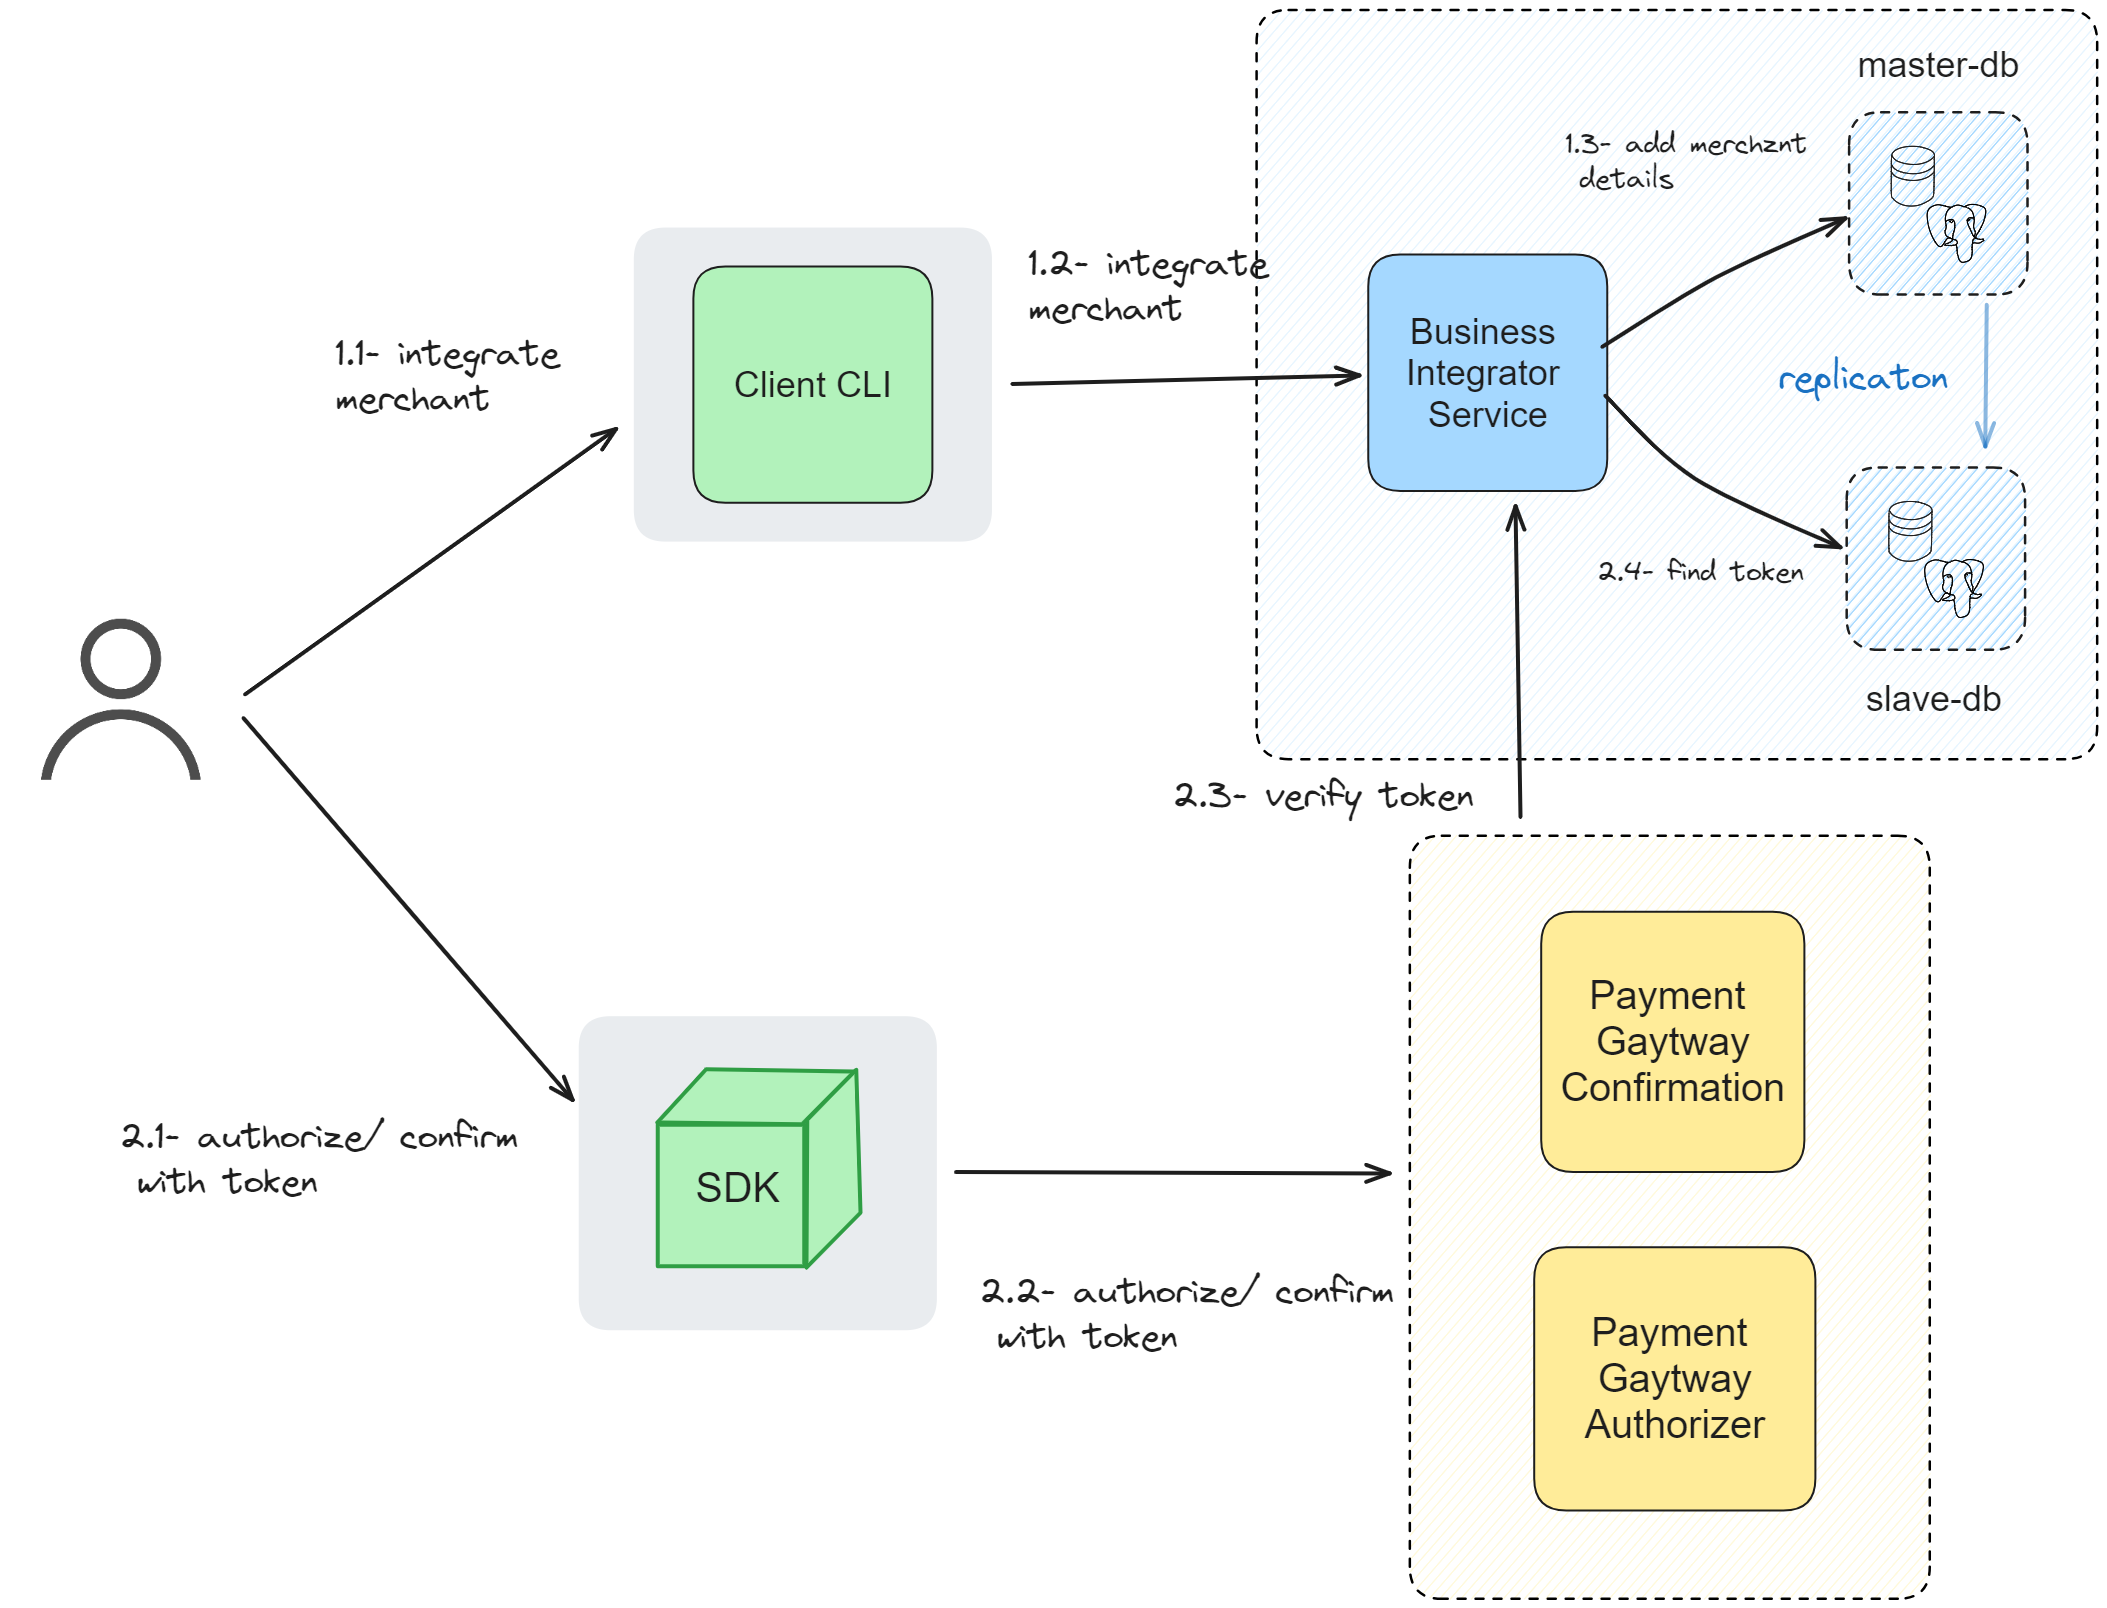 master-db
1.3- add merchznt
details
1.2- integrate
merchant
Business
Integrator
Service
1.1- integrate
merchant
Client CLI
replicaton
2.4- find token
slave-db
2.3- verify token
Payment
Gaytway
Confirmation
2.1- authorize/ confirm
with token
SDK
2.2- authorize/ confirm
with token
Payment
Gaytway
Authorizer